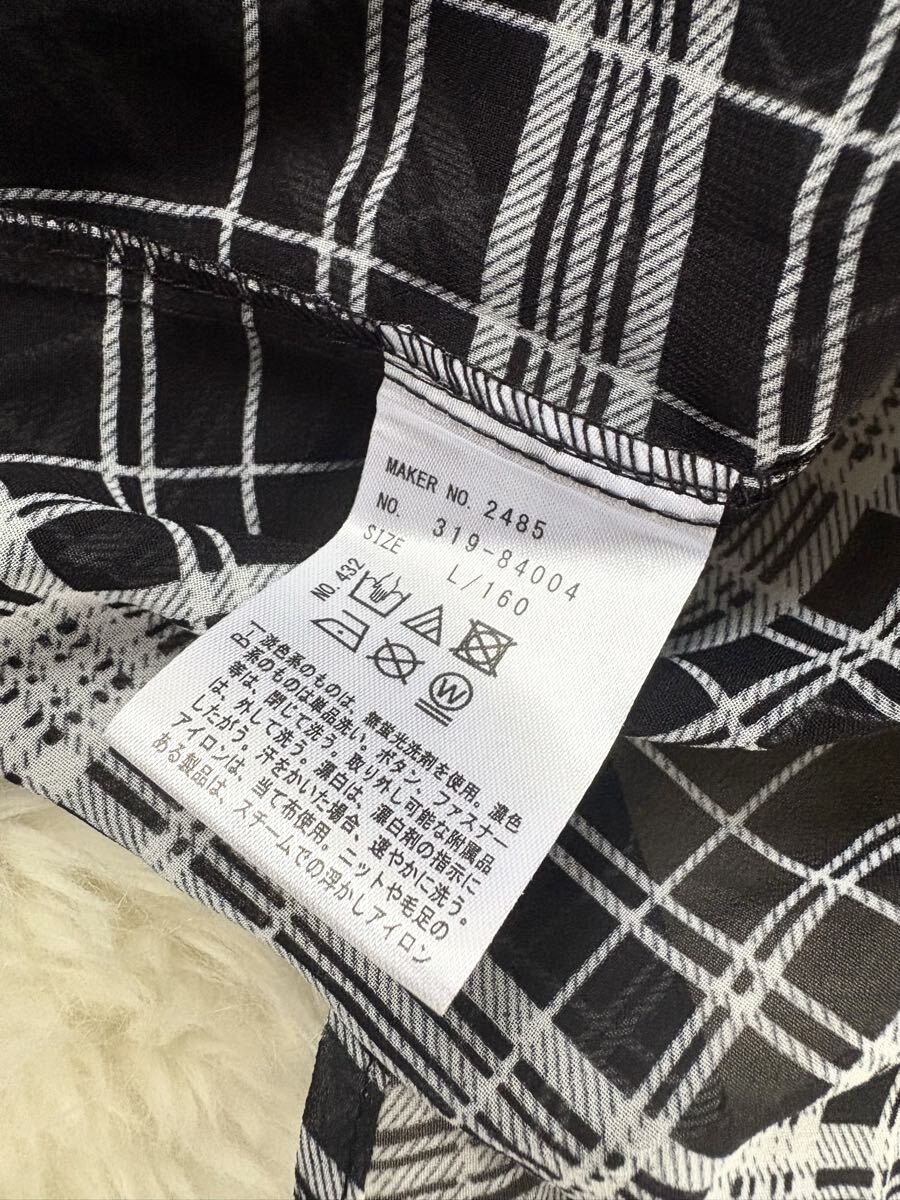 MAKER NO. 2485
NO. 319-84004
SIZE L/160
NO.432
W
B-1 淡色系のものは、無蛍光洗剤を使用。濃色
系のものは単品洗い。ボタン、ファスナー
等は、閉じて洗う。取り外し可能な附属品
は、外して洗う。漂白は、漂白剤の指示に
したがう。汗をかいた場合、速やかに洗う。
アイロンは、当て布使用。ニットや毛足の
ある製品は、スチームでの浮かしアイロン